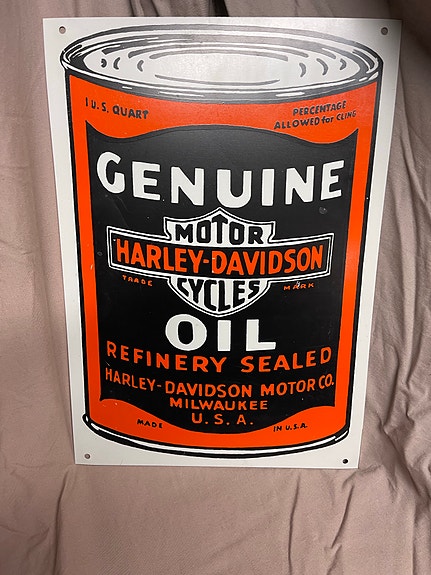 1 U.S. QUART
PERCENTAGE
ALLOWED for CLING
GENUINE
MOTOR
HARLEY-DAVIDSON
TRADE MARK
CYCLES
OIL
REFINERY SEALED
HARLEY-DAVIDSON MOTOR CO.
MILWAUKEE
U.S.A.
MADE IN U.S.A.